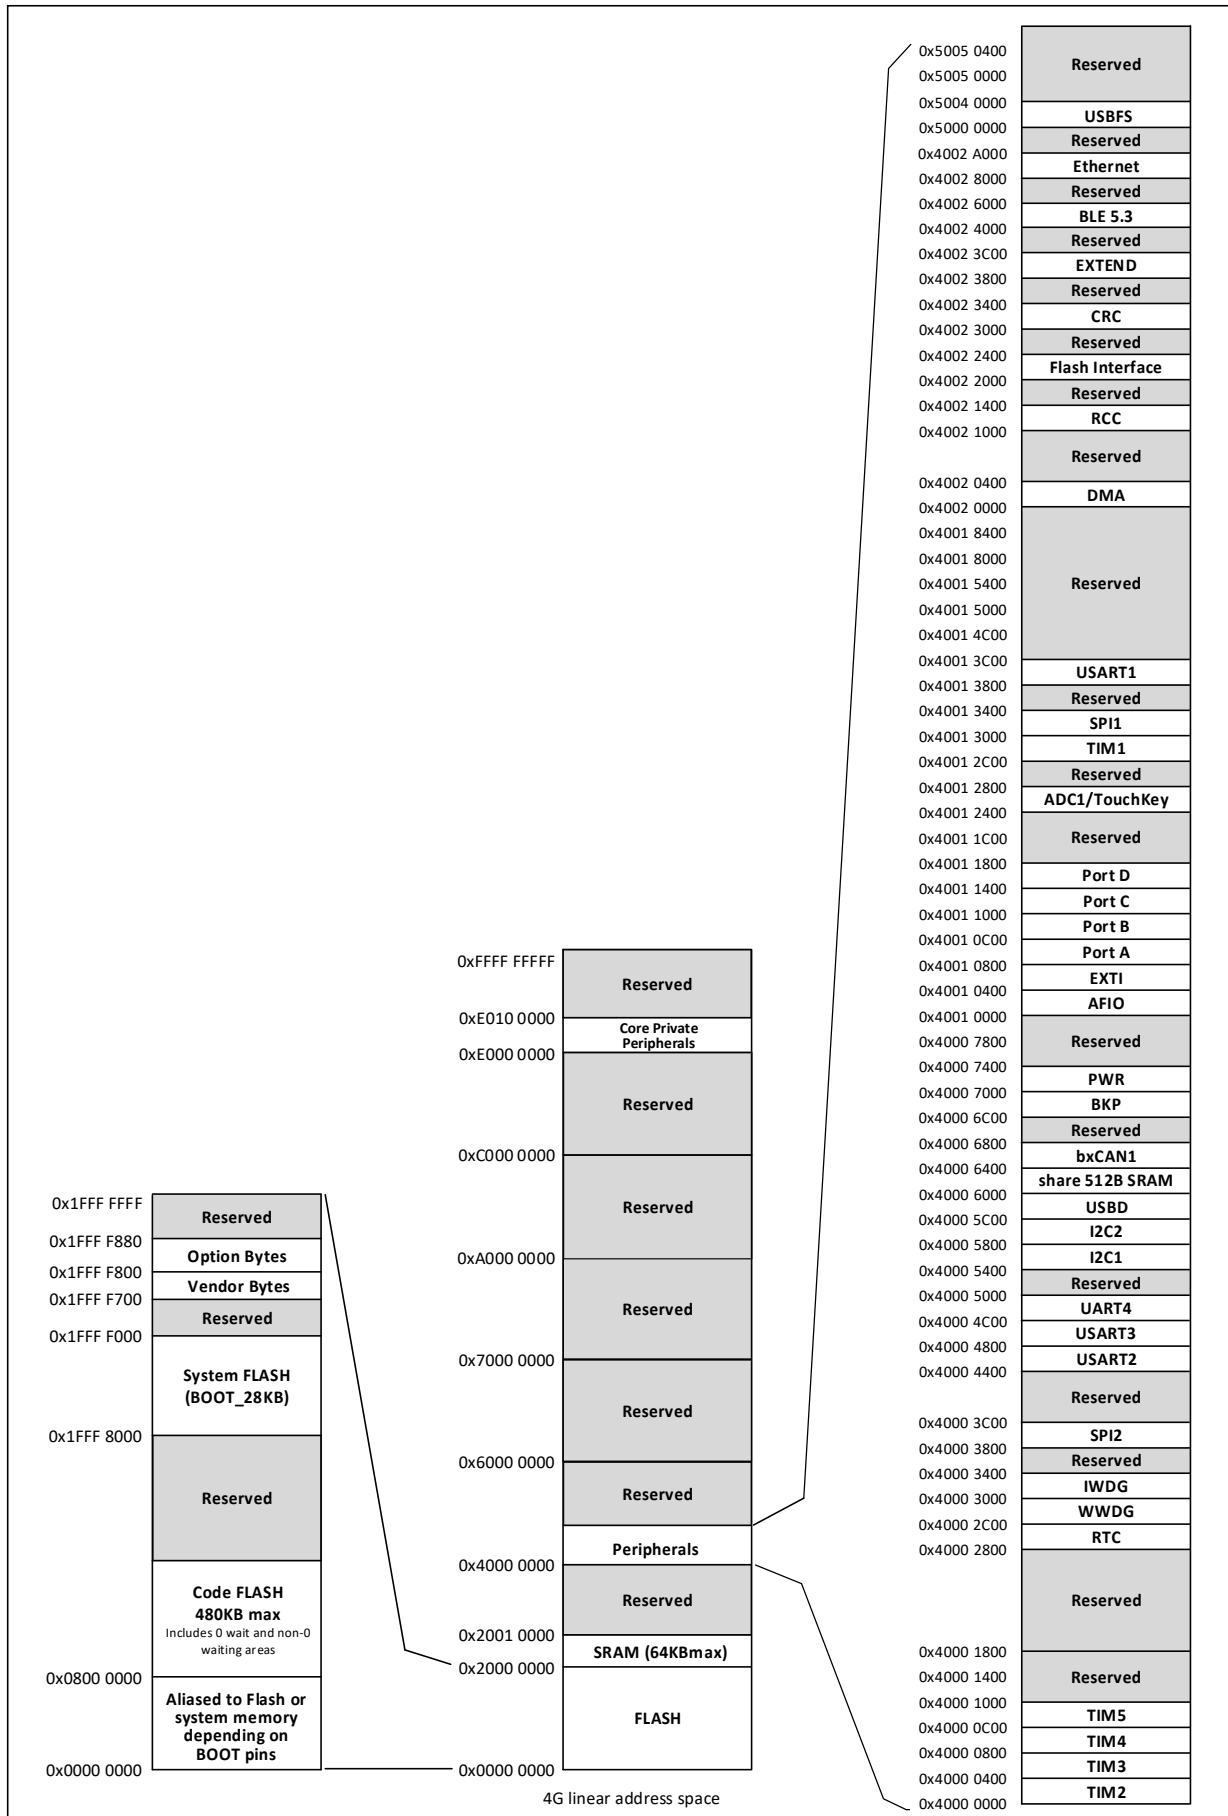 0x1FFF FFFF
Reserved
0x1FFF F880
Option Bytes
0x1FFF F800
Vendor Bytes
0x1FFF F700
Reserved
0x1FFF F000
System FLASH
(BOOT_28KB)
0x1FFF 8000
Reserved
Code FLASH
480KB max
Includes 0 wait and non-0
waiting areas
0x0800 0000
Aliased to Flash or
system memory
depending on
BOOT pins
0x0000 0000
0xFFFF FFFFF
Reserved
0xE010 0000
Core Private
Peripherals
0xE000 0000
Reserved
0xC000 0000
Reserved
0xA000 0000
Reserved
0x7000 0000
Reserved
0x6000 0000
Reserved
Peripherals
0x4000 0000
Reserved
0x2001 0000
SRAM (64KBmax)
0x2000 0000
FLASH
0x0000 0000
4G linear address space
0x5005 0400
Reserved
0x5005 0000
0x5004 0000
USBFS
0x5000 0000
Reserved
0x4002 A000
Ethernet
0x4002 8000
Reserved
0x4002 6000
BLE 5.3
0x4002 4000
Reserved
0x4002 3C00
EXTEND
0x4002 3800
Reserved
0x4002 3400
CRC
0x4002 3000
Reserved
0x4002 2400
Flash Interface
0x4002 2000
Reserved
0x4002 1400
RCC
0x4002 1000
Reserved
0x4002 0400
DMA
0x4002 0000
0x4001 8400
0x4001 8000
0x4001 5400
Reserved
0x4001 5000
0x4001 4C00
0x4001 3C00
USART1
0x4001 3800
Reserved
0x4001 3400
SPI1
0x4001 3000
TIM1
0x4001 2C00
Reserved
0x4001 2800
ADC1/TouchKey
0x4001 2400
0x4001 1C00
Reserved
0x4001 1800
Port D
0x4001 1400
Port C
0x4001 1000
Port B
0x4001 0C00
Port A
0x4001 0800
EXTI
0x4001 0400
AFIO
0x4001 0000
0x4000 7800
Reserved
0x4000 7400
PWR
0x4000 7000
BKP
0x4000 6C00
Reserved
0x4000 6800
bxCAN1
0x4000 6400
share 512B SRAM
0x4000 6000
USBD
0x4000 5C00
I2C2
0x4000 5800
I2C1
0x4000 5400
Reserved
0x4000 5000
UART4
0x4000 4C00
USART3
0x4000 4800
USART2
0x4000 4400
Reserved
0x4000 3C00
SPI2
0x4000 3800
Reserved
0x4000 3400
IWDG
0x4000 3000
WWDG
0x4000 2C00
RTC
0x4000 2800
Reserved
0x4000 1800
0x4000 1400
Reserved
0x4000 1000
TIM5
0x4000 0C00
TIM4
0x4000 0800
TIM3
0x4000 0400
TIM2
0x4000 0000